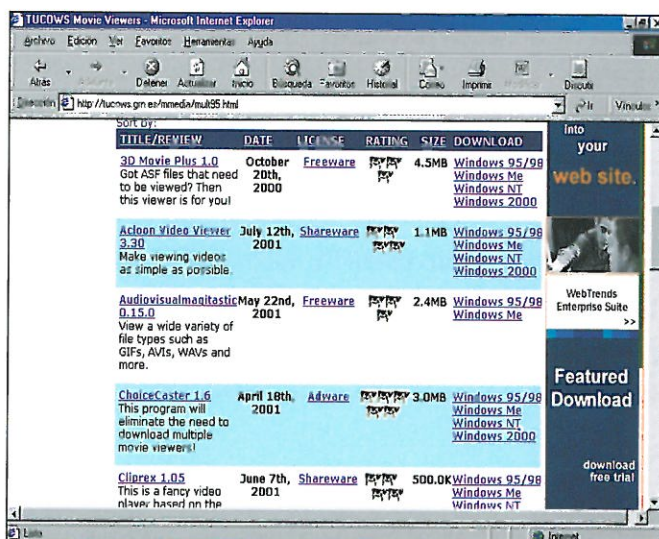 TUCOWS Movie Viewers - Microsoft Internet Explorer
Archivo Edición Ver Favoritos Herramientas Ayuda
Atrás Detener Actualizar Inicio Búsqueda Favoritos Historial Correo Imprimir Discutir
Dirección http://tucows.grn.es/mmedia/mult95.html Ir Vínculos
Sort by:
TITLE/REVIEW DATE LICENSE RATING SIZE DOWNLOAD
3D Movie Plus 1.0 October Freeware 4.5MB Windows 95/98
Got ASF files that need 20th, Windows Me
to be viewed? Then 2000 Windows NT
this viewer is for you! Windows 2000
Acloon Video Viewer July 12th, Shareware 1.1MB Windows 95/98
3.30 2001 Windows Me
Make viewing videos Windows NT
as simple as possible. Windows 2000
Audiovisualmagitastic May 22nd, Freeware 2.4MB Windows 95/98
0.15.0 2001 Windows Me
View a wide variety of
file types such as
GIFs, AVIs, WAVs and
more.
ChoiceCaster 1.6 April 18th, Adware 3.0MB Windows 95/98
This program will 2001 Windows Me
eliminate the need to Windows NT
download multiple Windows 2000
movie viewers!
Cliprex 1.05 June 7th, Shareware 500.0K Windows 95/98
This is a fancy video 2001 Windows Me
player based on the Windows NT
into
your
web site.
WebTrends
Enterprise Suite
>>
Featured
Download
download
free trial
Listo Internet